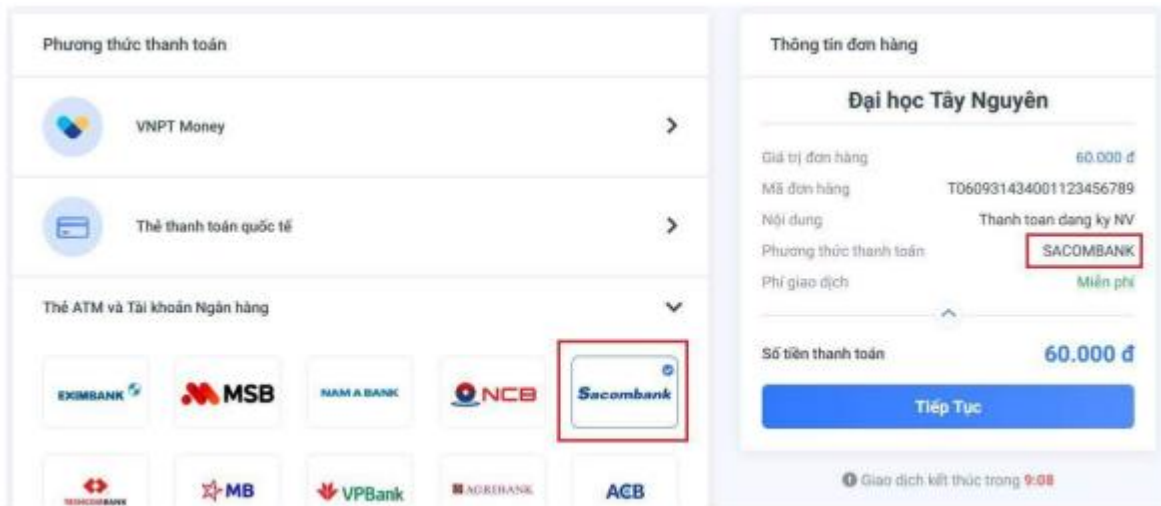 Phương thức thanh toán
VNPT Money
Thẻ thanh toán quốc tế
Thẻ ATM và Tài khoản Ngân hàng
EXIMBANK
MSB
NAM A BANK
NCB
Sacombank
TECHCOMBANK
MB
VPBank
AGRIBANK
ACB
Thông tin đơn hàng
Đại học Tây Nguyên
Giá trị đơn hàng 60.000 đ
Mã đơn hàng T060931434001123456789
Nội dung Thanh toan dang ky NV
Phương thức thanh toán SACOMBANK
Phí giao dịch Miễn phí
Số tiền thanh toán 60.000 đ
Tiếp Tục
Giao dịch kết thúc trong 9:08